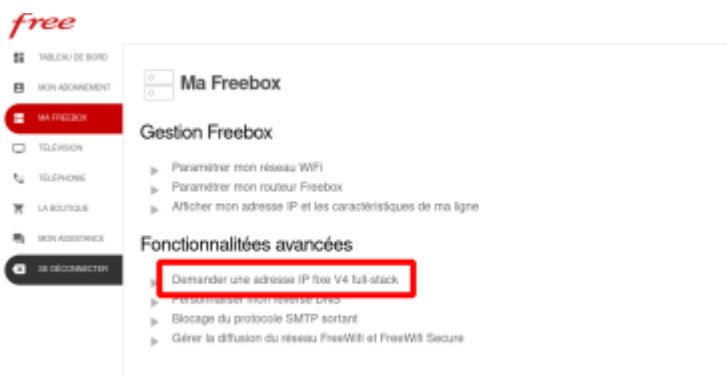 free
TABLEAU DE BORD
MON ABONNEMENT
MA FREEBOX
TÉLÉVISION
TÉLÉPHONE
LA BOUTIQUE
MON ASSISTANCE
SE DÉCONNECTER
Ma Freebox
Gestion Freebox
Paramétrer mon réseau WiFi
Paramétrer mon routeur Freebox
Afficher mon adresse IP et les caractéristiques de ma ligne
Fonctionnalitées avancées
Demander une adresse IP fixe V4 full-stack
Personnaliser mon reverse DNS
Blocage du protocole SMTP sortant
Gérer la diffusion du réseau FreeWifi et FreeWifi Secure